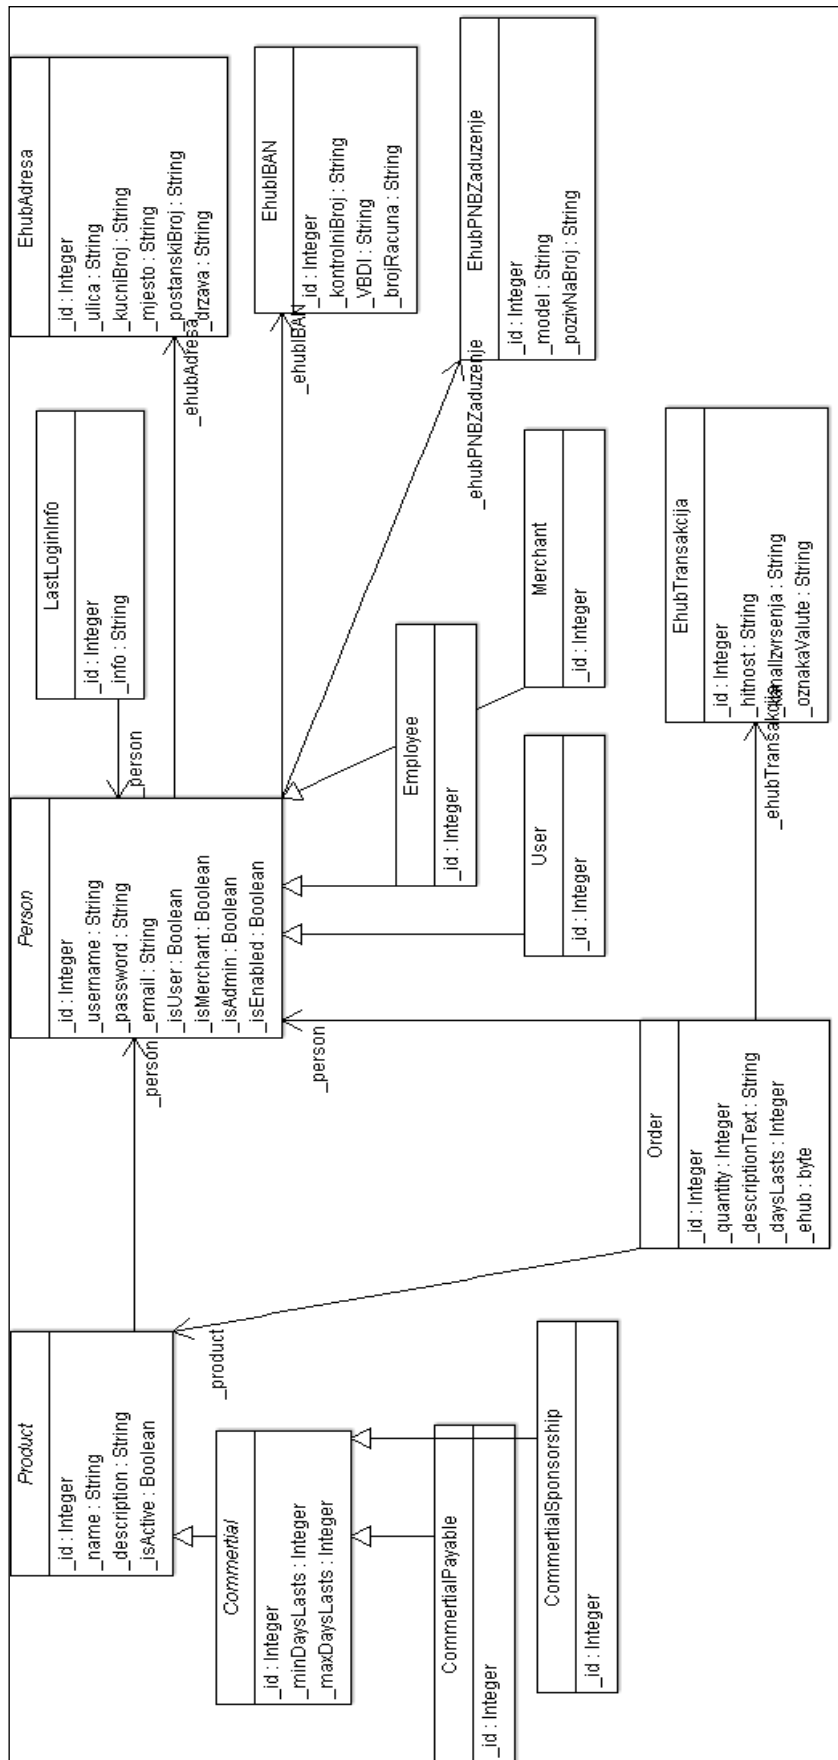 Product
_id : Integer
_name : String
_description : String
_isActive : Boolean
Commertial
_id : Integer
_minDaysLasts : Integer
_maxDaysLasts : Integer
CommertialPayable
_id : Integer
CommertialSponsorship
_id : Integer
_product
_person
Person
_id : Integer
_username : String
_password : String
_email : String
_isUser : Boolean
_isMerchant : Boolean
_isAdmin : Boolean
_isEnabled : Boolean
_person
_person
Order
_id : Integer
_quantity : Integer
_descriptionText : String
_daysLasts : Integer
_ehub : byte
User
_id : Integer
Employee
_id : Integer
Merchant
_id : Integer
LastLoginInfo
_id : Integer
_info : String
EhubAdresa
_id : Integer
_ulica : String
_kucniBroj : String
_mjesto : String
_postanskiBroj : String
_drzava : String
_ehubAdresa
EhubIBAN
_id : Integer
_kontrolniBroj : String
_VBDI : String
_brojRacuna : String
_ehubIBAN
EhubPNBZaduzenje
_id : Integer
_model : String
_pozivNaBroj : String
_ehubPNBZaduzenje
EhubTransakcija
_id : Integer
_hitnost : String
_kanalIzvrsenja : String
_oznakaValute : String
_ehubTransakcija